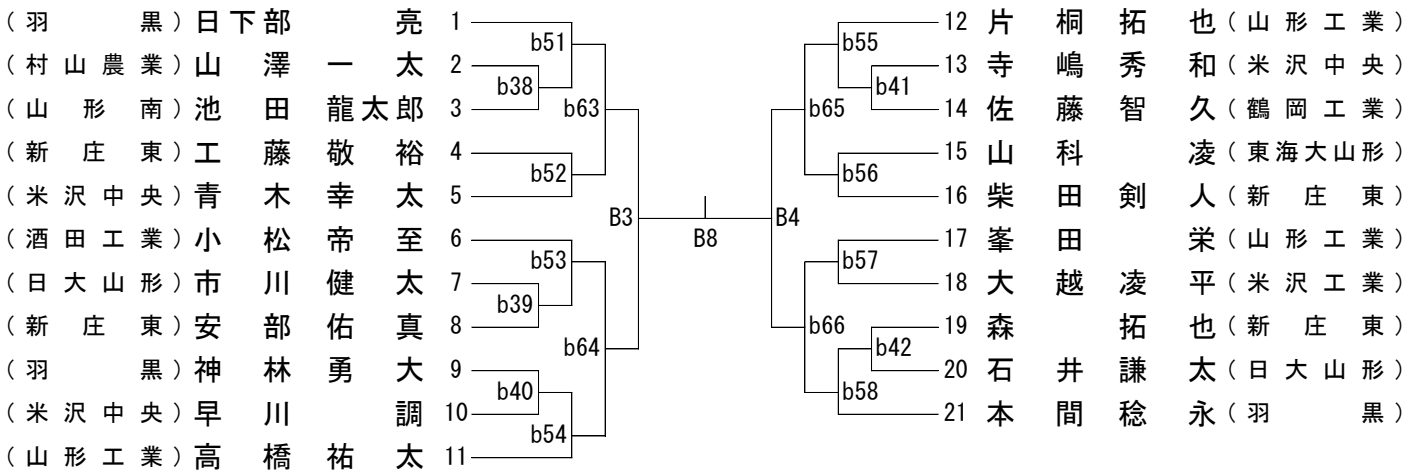 (羽黒) 日下部 亮 1
(村山農業) 山澤一太 2
(山形南) 池田龍太郎 3
(新庄東) 工藤敬裕 4
(米沢中央) 青木幸太 5
(酒田工業) 小松帝至 6
(日大山形) 市川健太 7
(新庄東) 安部佑真 8
(羽黒) 神林勇大 9
(米沢中央) 早川調 10
(山形工業) 高橋祐太 11
b51
b38
b63
b52
B3
b53
b39
b64
b40
b54
B8
b55
b41
b65
b56
B4
b57
b66
b42
b58
12 片桐拓也 (山形工業)
13 寺嶋秀和 (米沢中央)
14 佐藤智久 (鶴岡工業)
15 山科凌 (東海大山形)
16 柴田剣人 (新庄東)
17 峯田栄 (山形工業)
18 大越凌平 (米沢工業)
19 森拓也 (新庄東)
20 石井謙太 (日大山形)
21 本間稔永 (羽黒)